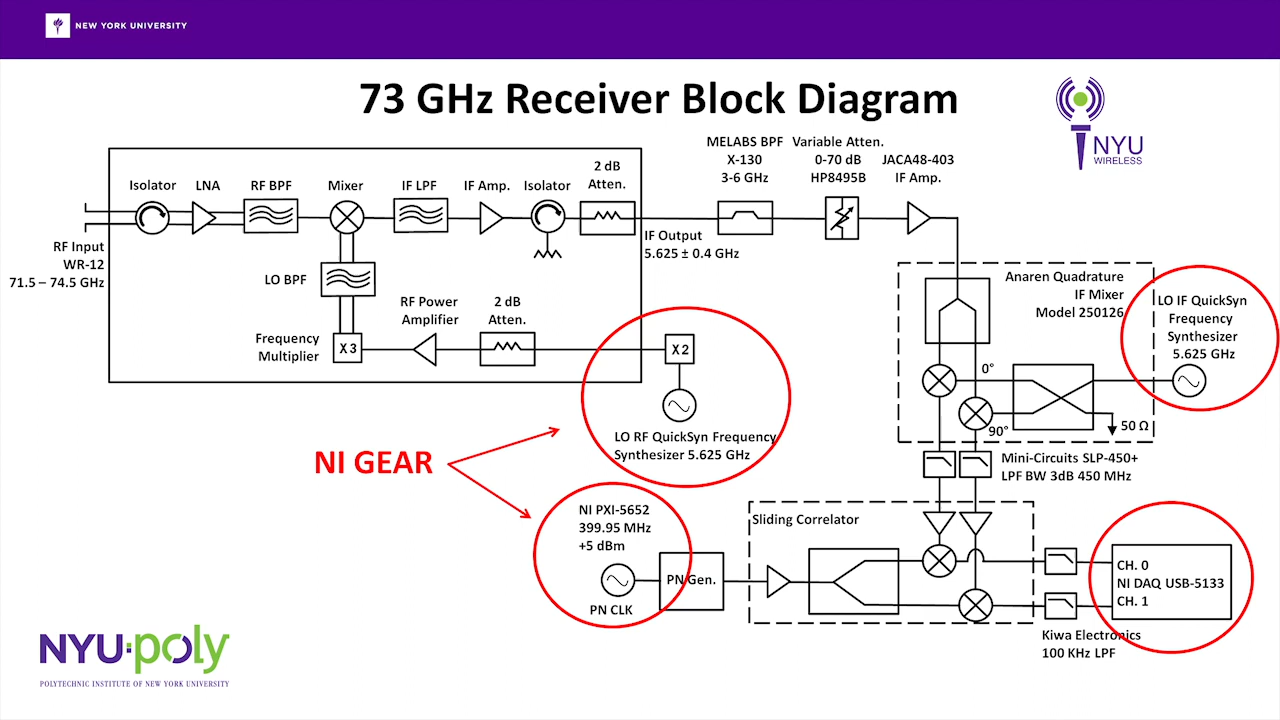 NEW YORK UNIVERSITY
73 GHz Receiver Block Diagram
NYU
WIRELESS
MELABS BPF
X-130
3-6 GHz
Variable Atten.
0-70 dB
HP8495B
JACA48-403
IF Amp.
Isolator
LNA
RF BPF
Mixer
IF LPF
IF Amp.
Isolator
2 dB
Atten.
RF Input
WR-12
71.5 – 74.5 GHz
IF Output
5.625 ± 0.4 GHz
LO BPF
RF Power
Amplifier
2 dB
Atten.
Frequency
Multiplier
X3
X2
Anaren Quadrature
IF Mixer
Model 250126
LO IF QuickSyn
Frequency
Synthesizer
5.625 GHz
0°
90°
50 Ω
LO RF QuickSyn Frequency
Synthesizer 5.625 GHz
NI GEAR
Mini-Circuits SLP-450+
LPF BW 3dB 450 MHz
NI PXI-5652
399.95 MHz
+5 dBm
PN CLK
PN Gen.
Sliding Correlator
CH. 0
NI DAQ USB-5133
CH. 1
Kiwa Electronics
100 KHz LPF
NYU:poly
POLYTECHNIC INSTITUTE OF NEW YORK UNIVERSITY